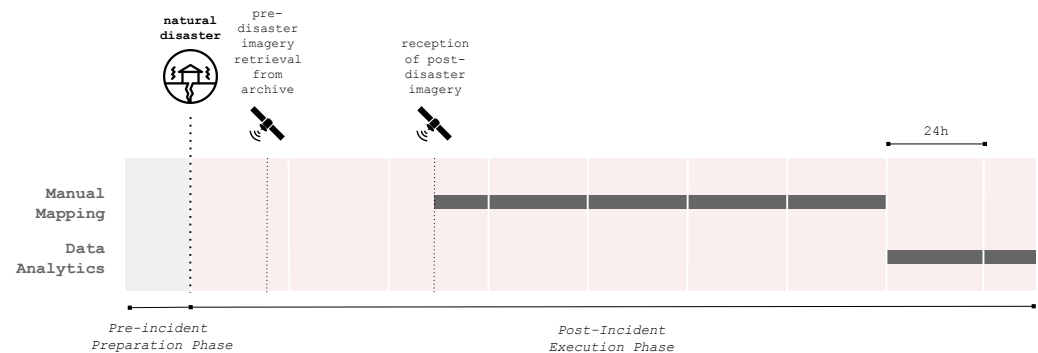 natural
disaster
pre-
disaster
imagery
retrieval
from
archive
reception
of post-
disaster
imagery
24h
Manual
Mapping
Data
Analytics
Pre-incident
Preparation Phase
Post-Incident
Execution Phase